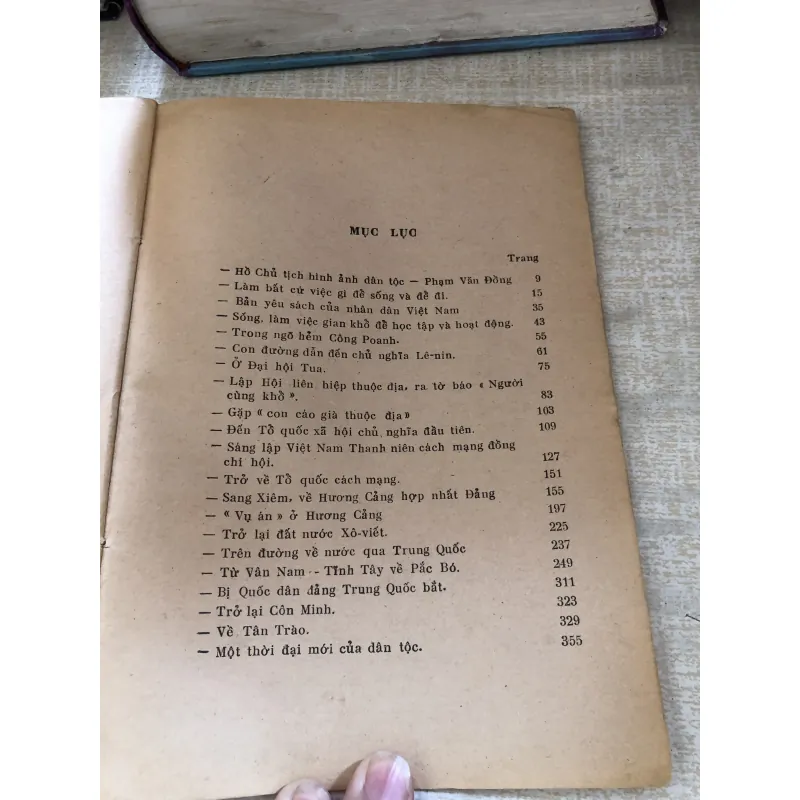 MỤC LỤC
Trang
— Hồ Chủ tịch hình ảnh dân tộc — Phạm Văn Đồng 9
— Làm bất cứ việc gì để sống và để đi. 15
— Bản yêu sách của nhân dân Việt Nam 35
— Sống, làm việc gian khổ để học tập và hoạt động. 43
— Trong ngõ hẻm Công Poanh. 55
— Con đường dẫn đến chủ nghĩa Lê-nin. 61
— Ở Đại hội Tua. 75
— Lập Hội liên hiệp thuộc địa, ra tờ báo « Người
cùng khổ ». 83
— Gặp « con cáo già thuộc địa» 103
— Đến Tổ quốc xã hội chủ nghĩa đầu tiên. 109
— Sáng lập Việt Nam Thanh niên cách mạng đồng
chí hội. 127
— Trở về Tổ quốc cách mạng. 151
— Sang Xiêm, về Hương Cảng hợp nhất Đảng 155
— « Vụ án » ở Hương Cảng 197
— Trở lại đất nước Xô-viết. 225
— Trên đường về nước qua Trung Quốc 237
— Từ Vân Nam -- Tĩnh Tây về Pắc Bó. 249
— Bị Quốc dân đảng Trung Quốc bắt. 311
— Trở lại Côn Minh. 323
— Về Tân Trào. 329
— Một thời đại mới của dân tộc. 355